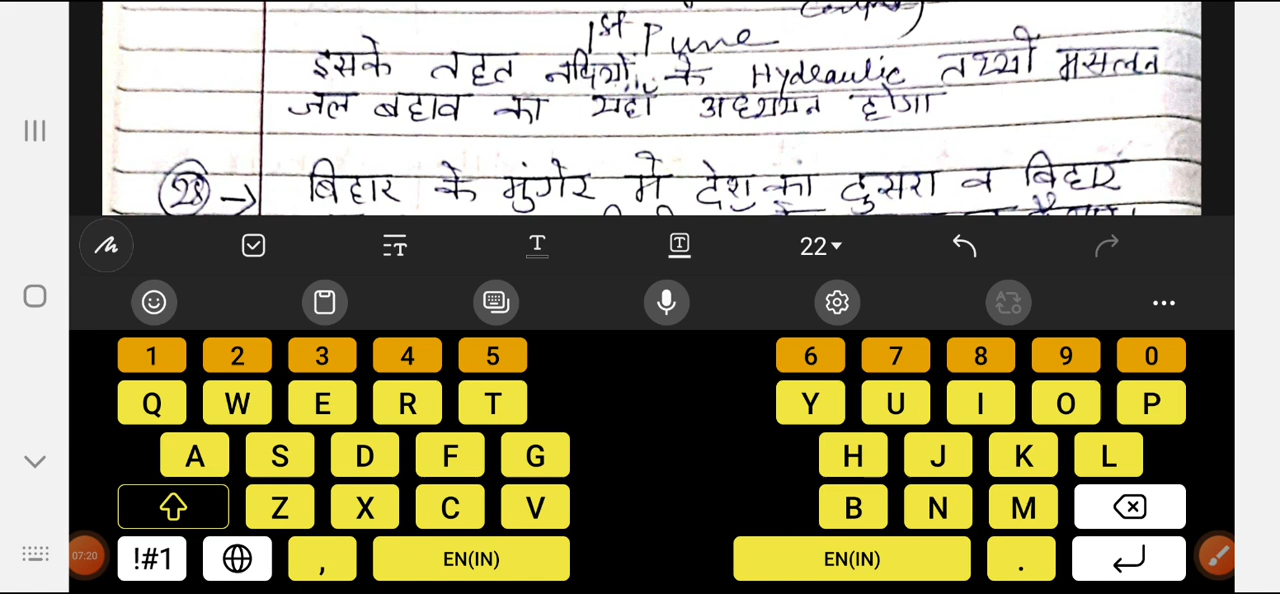 1st Pune
इसके तहत नदियों के Hydraulic तथ्यों मसलन
जल बहाव का यहाँ अध्ययन होगा
28 → बिहार के मुंगेर में देश का दुसरा व बिहार
22
1 2 3 4 5 6 7 8 9 0
Q W E R T Y U I O P
A S D F G H J K L
Z X C V B N M
07:20 !#1 , EN(IN) EN(IN) .